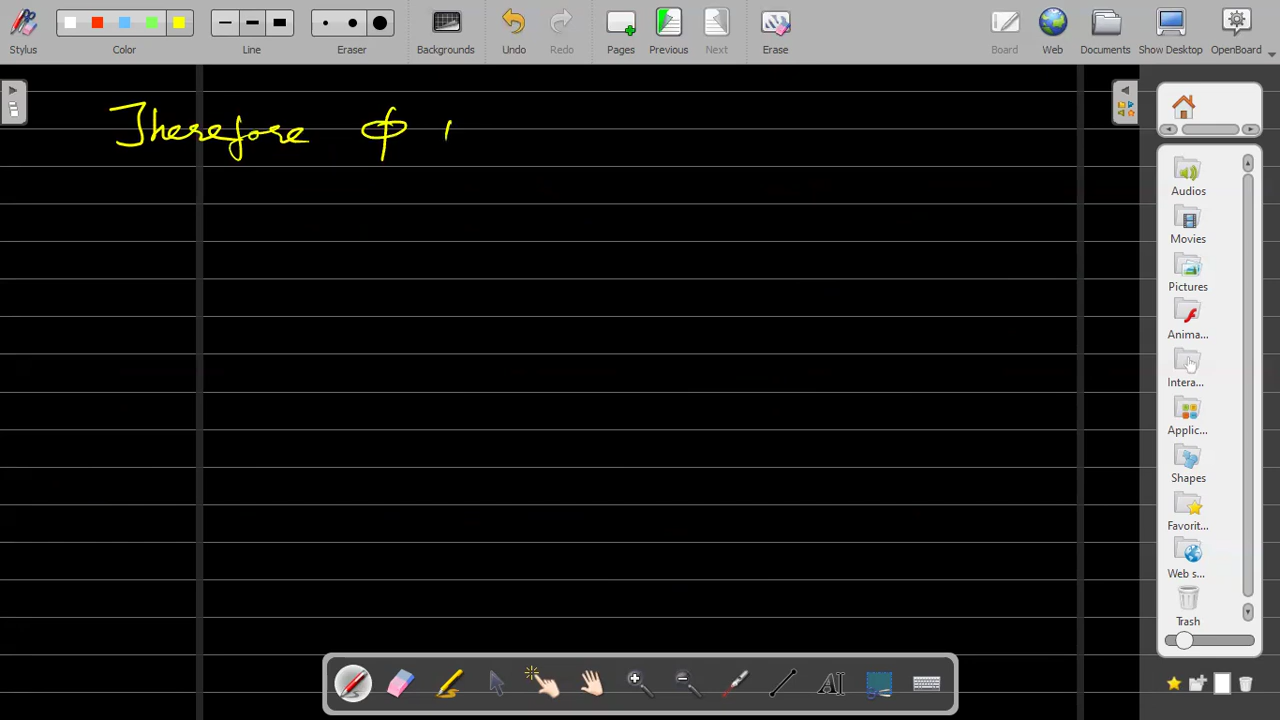 Stylus Color Line Eraser Backgrounds Undo Redo Pages Previous Next Erase Board Web Documents Show Desktop OpenBoard
Therefore ϕ
Audios
Movies
Pictures
Anima...
Intera...
Applic...
Shapes
Favorit...
Web s...
Trash